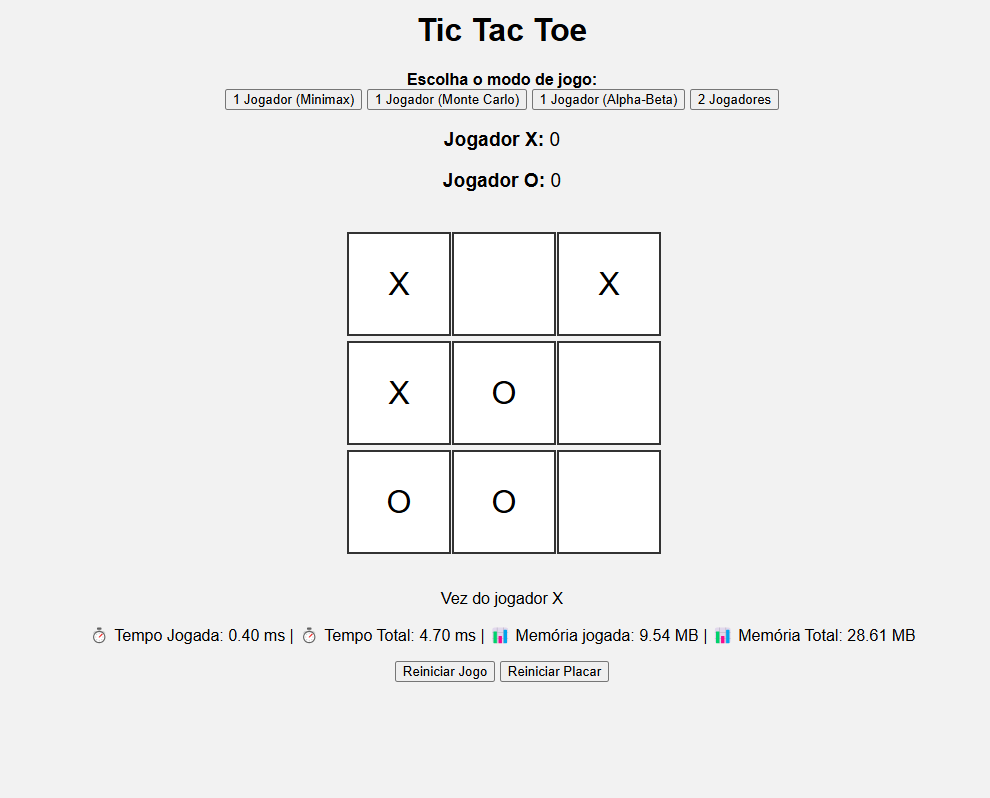 Tic Tac Toe
Escolha o modo de jogo:
1 Jogador (Minimax) 1 Jogador (Monte Carlo) 1 Jogador (Alpha-Beta) 2 Jogadores
Jogador X: 0
Jogador O: 0
X X
X O
O O
Vez do jogador X
Tempo Jogada: 0.40 ms | Tempo Total: 4.70 ms | Memória jogada: 9.54 MB | Memória Total: 28.61 MB
Reiniciar Jogo Reiniciar Placar